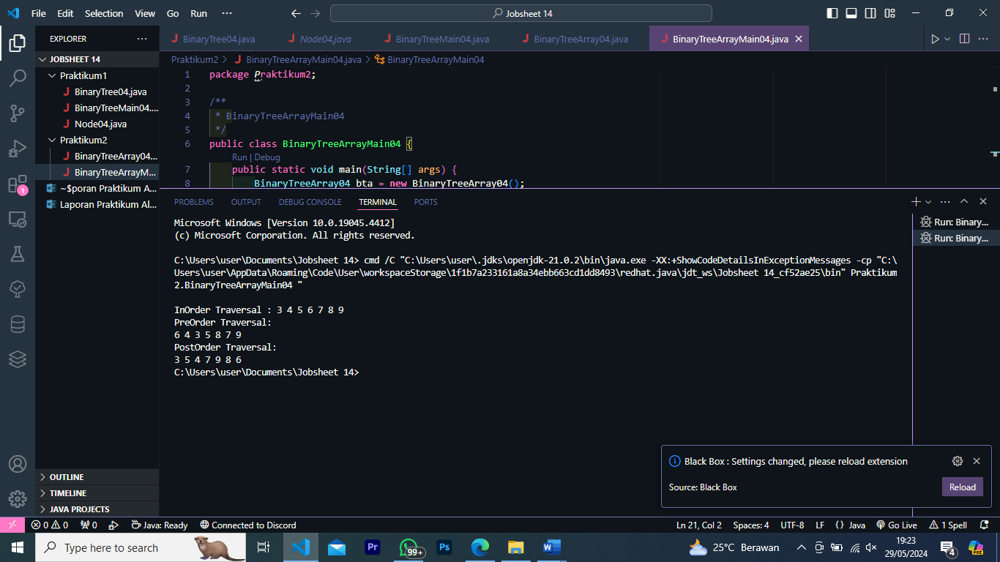 File Edit Selection View Go Run ···
Jobsheet 14
EXPLORER ···
JOBSHEET 14
Praktikum1
BinaryTree04.java
BinaryTreeMain04....
Node04.java
Praktikum2
BinaryTreeArray04...
BinaryTreeArrayM...
~$poran Praktikum A...
Laporan Praktikum Al...
OUTLINE
TIMELINE
JAVA PROJECTS
1
BinaryTree04.java Node04.java BinaryTreeMain04.java BinaryTreeArray04.java BinaryTreeArrayMain04.java
Praktikum2 > BinaryTreeArrayMain04.java > BinaryTreeArrayMain04
1 package Praktikum2;
2
3 /**
4 * BinaryTreeArrayMain04
5 */
6 public class BinaryTreeArrayMain04 {
Run | Debug
7 public static void main(String[] args) {
8 BinaryTreeArray04 bta = new BinaryTreeArray04();
PROBLEMS OUTPUT DEBUG CONSOLE TERMINAL PORTS
Microsoft Windows [Version 10.0.19045.4412]
(c) Microsoft Corporation. All rights reserved.
C:\Users\user\Documents\Jobsheet 14> cmd /C "C:\Users\user\.jdks\openjdk-21.0.2\bin\java.exe -XX:+ShowCodeDetailsInExceptionMessages -cp "C:\
Users\user\AppData\Roaming\Code\User\workspaceStorage\1f1b7a233161a8a34ebb663cd1dd8493\redhat.java\jdt_ws\Jobsheet 14_cf52ae25\bin" Praktikum
2.BinaryTreeArrayMain04 "
InOrder Traversal : 3 4 5 6 7 8 9
PreOrder Traversal:
6 4 3 5 8 7 9
PostOrder Traversal:
3 5 4 7 9 8 6
C:\Users\user\Documents\Jobsheet 14>
Run: Binary...
Run: Binary...
Black Box : Settings changed, please reload extension
Source: Black Box
Reload
0 0 0 Java: Ready Connected to Discord
Ln 21, Col 2 Spaces: 4 UTF-8 LF {} Java Go Live 1 Spell
Type here to search
Pr
99+
Ps
W
25°C Berawan
19:23
29/05/2024
4
PRE